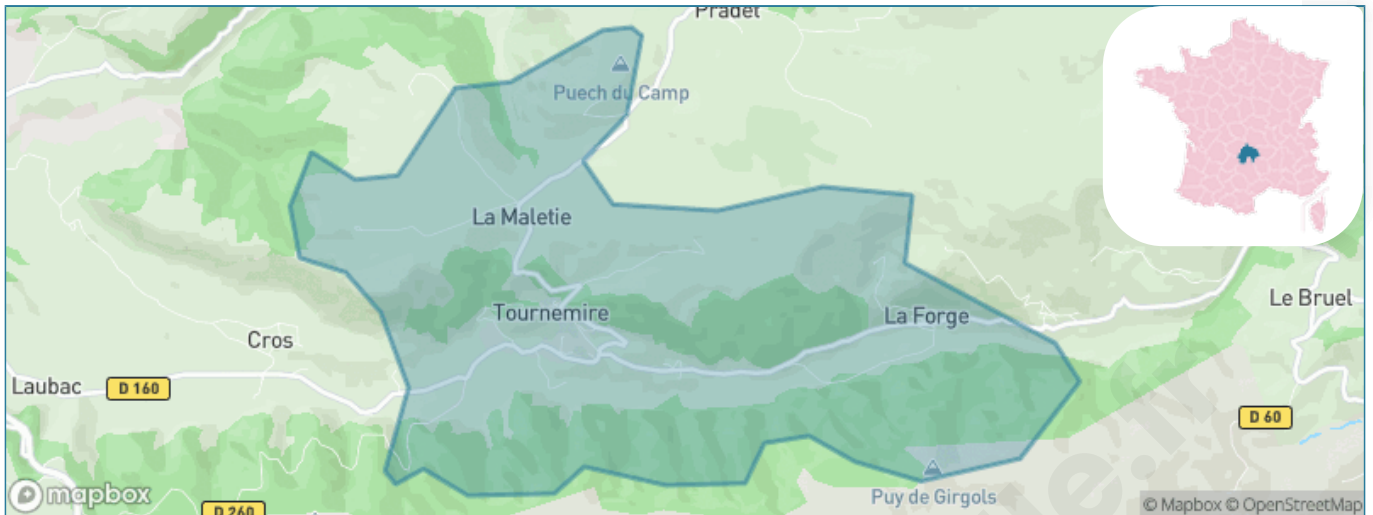 Pradet
Puech du Camp
La Maletie
Tournemire
La Forge
Le Bruel
Cros
Laubac
D 160
D 60
Puy de Girgols
mapbox
D 260
© Mapbox © OpenStreetMap